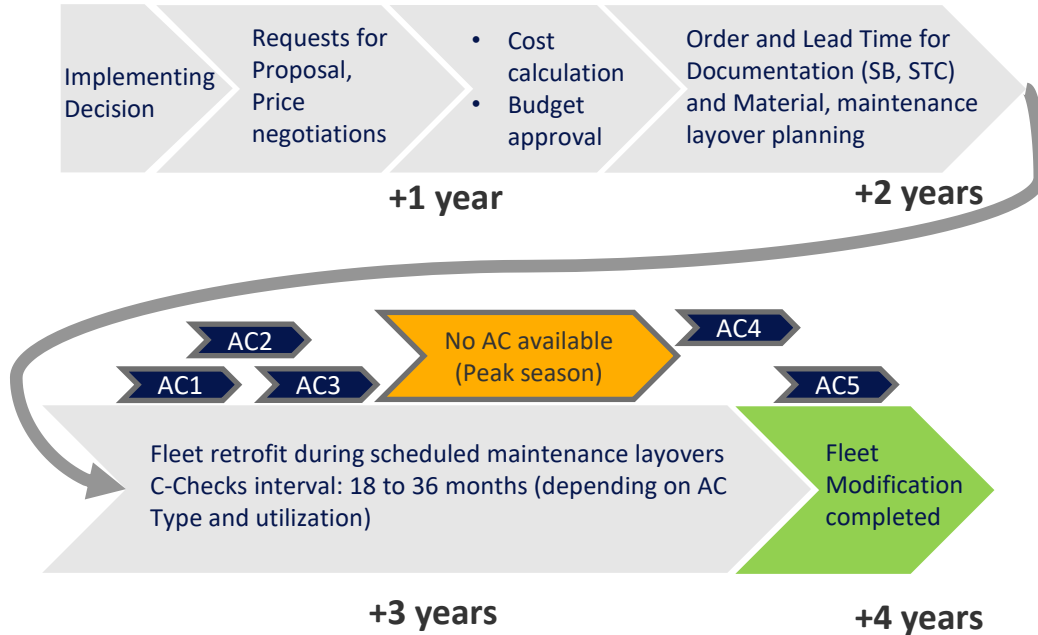 Implementing
Decision
Requests for
Proposal,
Price
negotiations
• Cost
calculation
• Budget
approval
Order and Lead Time for
Documentation (SB, STC)
and Material, maintenance
layover planning
+1 year
+2 years
AC1
AC2
AC3
No AC available
(Peak season)
AC4
AC5
Fleet retrofit during scheduled maintenance layovers
C-Checks interval: 18 to 36 months (depending on AC
Type and utilization)
Fleet
Modification
completed
+3 years
+4 years